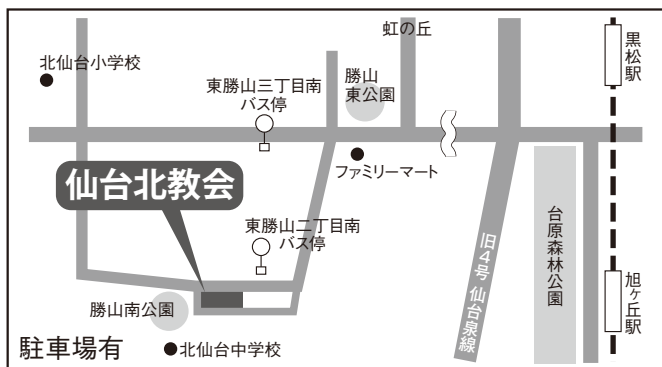 虹の丘
北仙台小学校
東勝山三丁目南
バス停
勝山
東公園
黒松駅
ファミリーマート
仙台北教会
東勝山二丁目南
バス停
旧4号 仙台泉線
台原森林公園
旭ヶ丘駅
勝山南公園
駐車場有
北仙台中学校